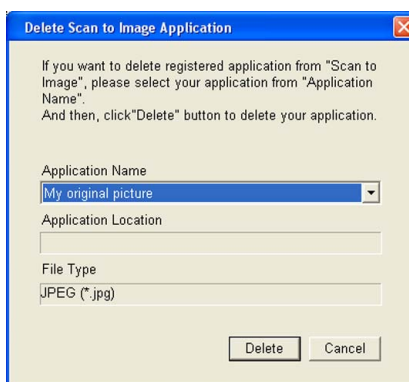 Delete Scan to Image Application
If you want to delete registered application from "Scan to
Image", please select your application from "Application
Name".
And then, click"Delete" button to delete your application.
Application Name
My original picture
Application Location
File Type
JPEG (*.jpg)
Delete
Cancel